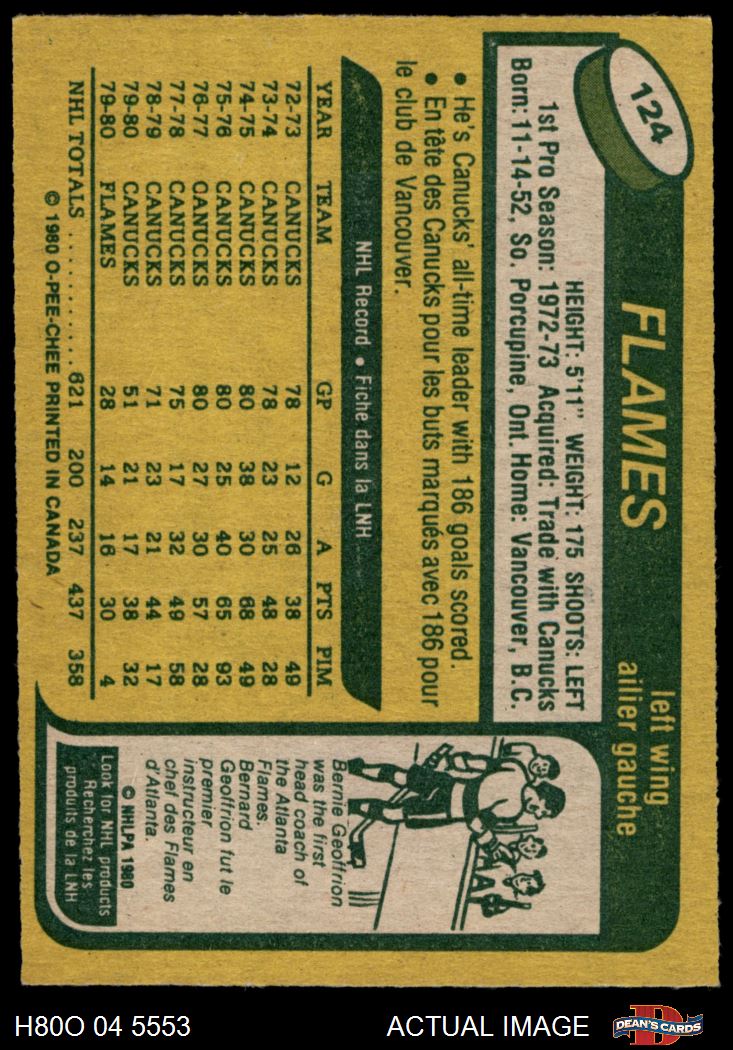 124
FLAMES
left wing
ailier gauche
HEIGHT: 5'11" WEIGHT: 175 SHOOTS: LEFT
1st Pro Season: 1972-73 Acquired: Trade with Canucks
Born: 11-14-52, So. Porcupine, Ont. Home: Vancouver, B.C.
• He's Canucks' all-time leader with 186 goals scored.
• En tête des Canucks pour les buts marqués avec 186 pour
le club de Vancouver.
NHL Record • Fiche dans la LNH
YEAR TEAM GP G A PTS PIM
72-73 CANUCKS 78 12 26 38 49
73-74 CANUCKS 78 23 25 48 28
74-75 CANUCKS 80 38 30 68 49
75-76 CANUCKS 80 25 40 65 93
76-77 CANUCKS 80 27 30 57 28
77-78 CANUCKS 75 17 32 49 58
78-79 CANUCKS 71 23 21 44 17
79-80 CANUCKS 51 21 17 38 32
79-80 FLAMES 28 14 16 30 4
NHL TOTALS ........... 621 200 237 437 358
© 1980 O-PEE-CHEE PRINTED IN CANADA
Bernie Geoffrion
was the first
head coach of
the Atlanta
Flames.
Bernard
Geoffrion fut le
premier
instructeur en
chef des Flames
d'Atlanta.
© NHLPA 1980
Look for NHL products
Recherchez les
produits de la LNH
H80O 04 5553
ACTUAL IMAGE
D
DEAN'S CARDS